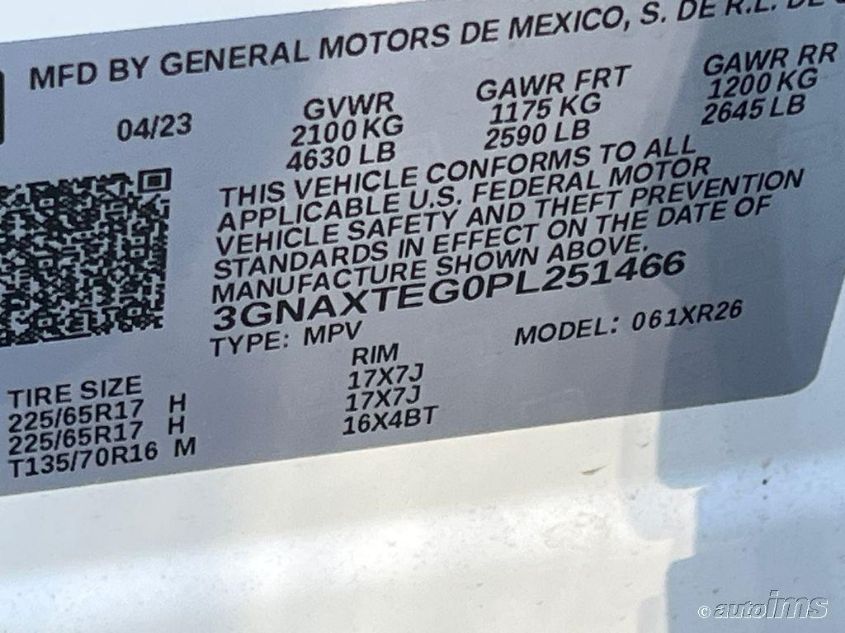 MFD BY GENERAL MOTORS DE MEXICO, S. DE R.L. DE
04/23 GVWR GAWR FRT GAWR RR
2100 KG 1175 KG 1200 KG
4630 LB 2590 LB 2645 LB
THIS VEHICLE CONFORMS TO ALL
APPLICABLE U.S. FEDERAL MOTOR
VEHICLE SAFETY AND THEFT PREVENTION
STANDARDS IN EFFECT ON THE DATE OF
MANUFACTURE SHOWN ABOVE.
3GNAXTEG0PL251466
TYPE: MPV MODEL: 061XR26
TIRE SIZE RIM
225/65R17 H 17X7J
225/65R17 H 17X7J
T135/70R16 M 16X4BT
© autoims